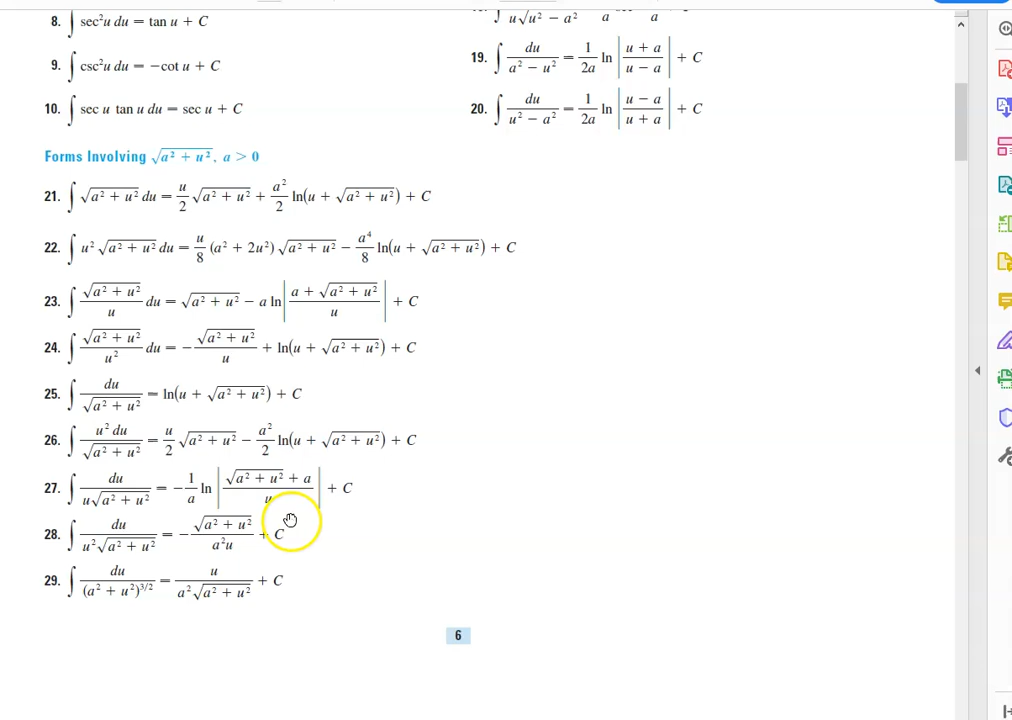 8. ∫ sec²u du = tan u + C
9. ∫ csc²u du = −cot u + C
10. ∫ sec u tan u du = sec u + C
u√u² − a² a a
19. ∫ du/(a² − u²) = 1/2a ln |(u + a)/(u − a)| + C
20. ∫ du/(u² − a²) = 1/2a ln |(u − a)/(u + a)| + C
Forms Involving √a² + u², a > 0
21. ∫ √(a² + u²) du = u/2 √(a² + u²) + a²/2 ln(u + √(a² + u²)) + C
22. ∫ u² √(a² + u²) du = u/8 (a² + 2u²) √(a² + u²) − a⁴/8 ln(u + √(a² + u²)) + C
23. ∫ √(a² + u²)/u du = √(a² + u²) − a ln |(a + √(a² + u²))/u| + C
24. ∫ √(a² + u²)/u² du = −√(a² + u²)/u + ln(u + √(a² + u²)) + C
25. ∫ du/√(a² + u²) = ln(u + √(a² + u²)) + C
26. ∫ u² du/√(a² + u²) = u/2 √(a² + u²) − a²/2 ln(u + √(a² + u²)) + C
27. ∫ du/(u√(a² + u²)) = −1/a ln |(√(a² + u²) + a)/u| + C
28. ∫ du/(u²√(a² + u²)) = −√(a² + u²)/(a²u) + C
29. ∫ du/(a² + u²)^3/2 = u/(a²√(a² + u²)) + C
6